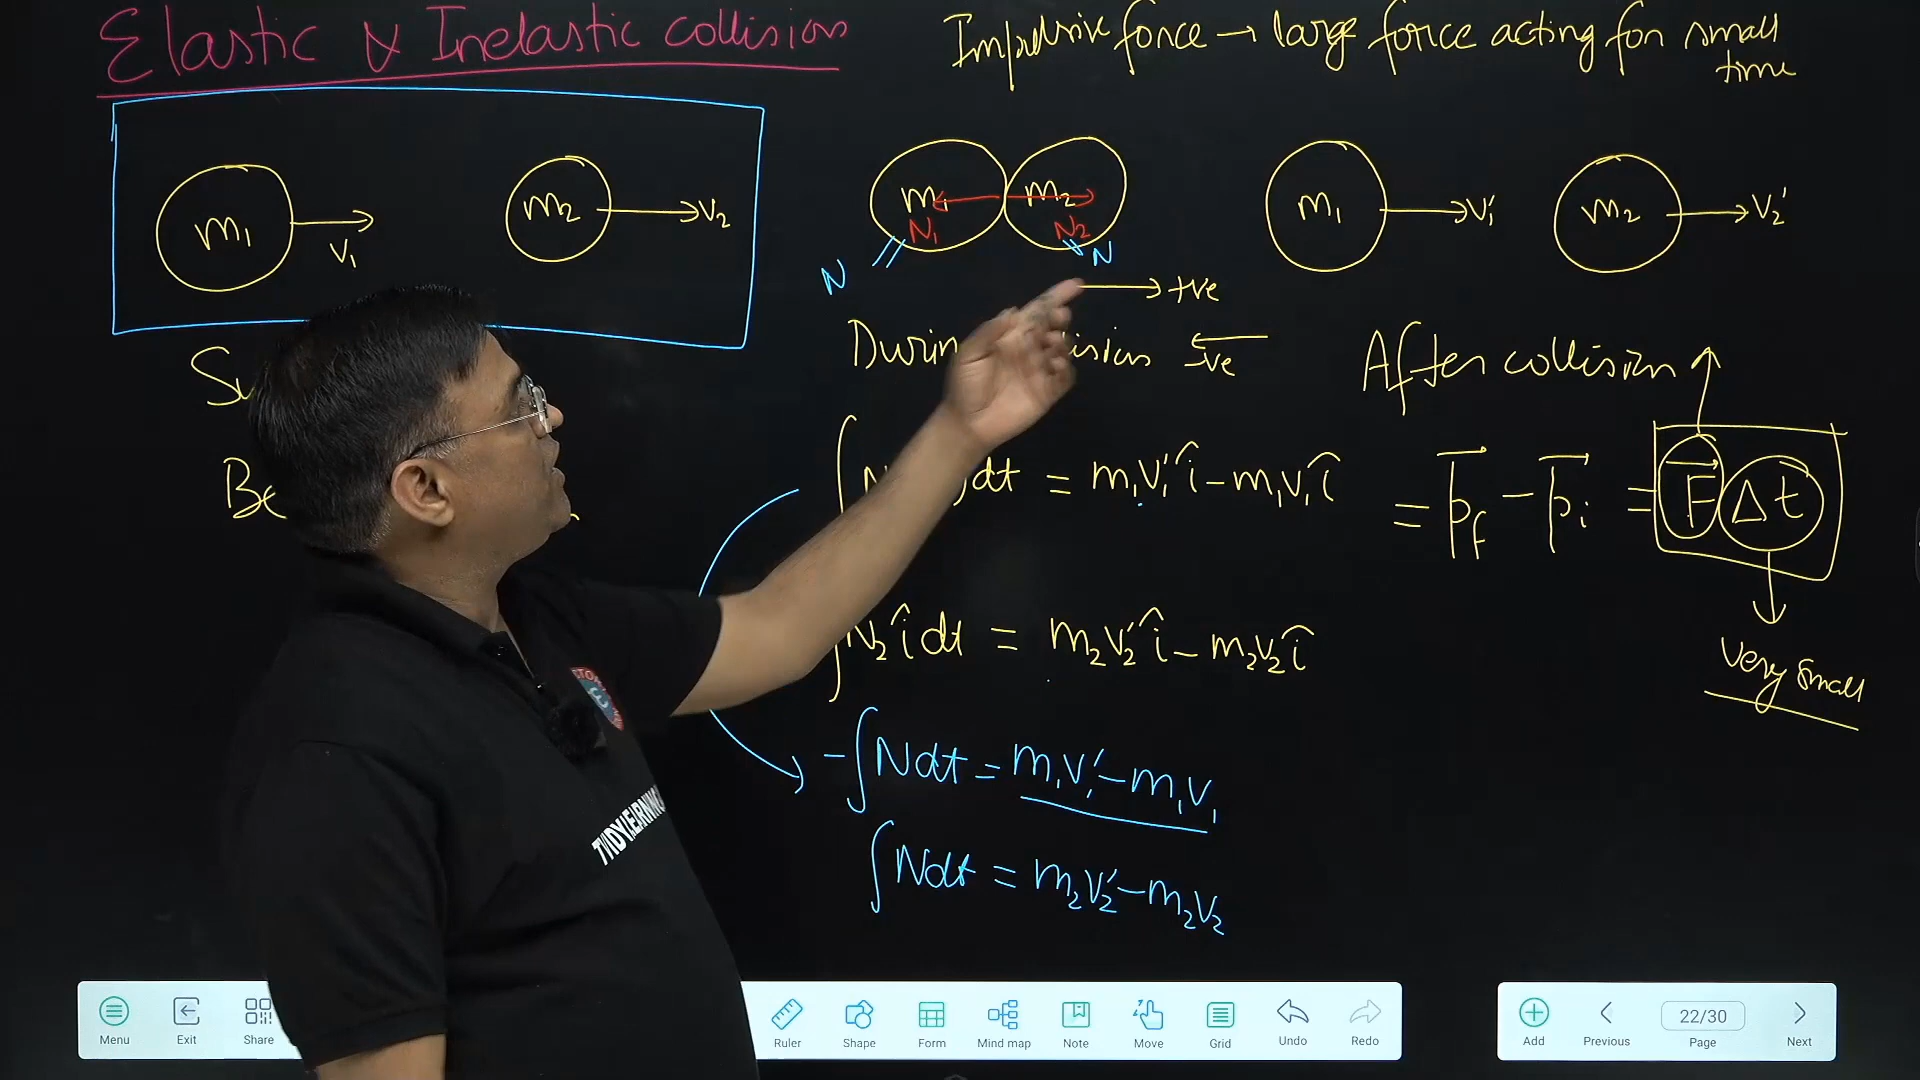 Elastic & Inelastic collision
Impulsive force → large force acting for small time
m₁ → v₁
m₂ → v₂
m₁ m₂
N₁ N₂
N N
→ +ve
During
← -ve
m₁ → v₁'
m₂ → v₂'
After collision
dt = m₁v₁'î - m₁v₁î = p⃗f - p⃗i = F⃗ Δt
very small
∫N₂ î dt = m₂v₂'î - m₂v₂î
-∫Ndt = m₁v₁' - m₁v₁
∫Ndt = m₂v₂' - m₂v₂
Menu
Exit
Share
Ruler
Shape
Form
Mind map
Note
Move
Grid
Undo
Redo
Add
Previous
22/30
Page
Next